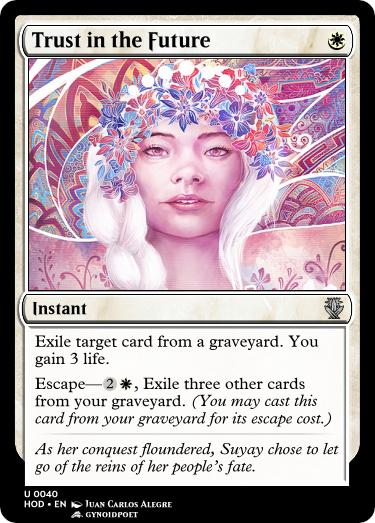 Trust in the Future
Instant
Exile target card from a graveyard. You
gain 3 life.
Escape—2, Exile three other cards
from your graveyard. (You may cast this
card from your graveyard for its escape cost.)
As her conquest floundered, Suyay chose to let
go of the reins of her people's fate.
U 0040
HOD • EN Juan Carlos Alegre
gynoidpoet